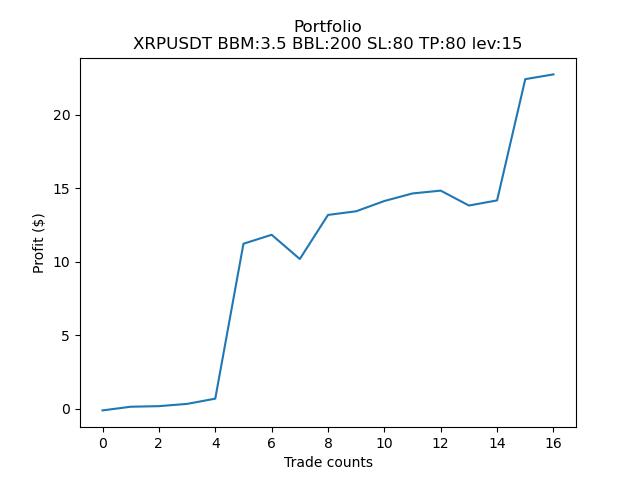 Portfolio
XRPUSDT BBM:3.5 BBL:200 SL:80 TP:80 lev:15
Profit ($)
20
15
10
5
0
0 2 4 6 8 10 12 14 16
Trade counts